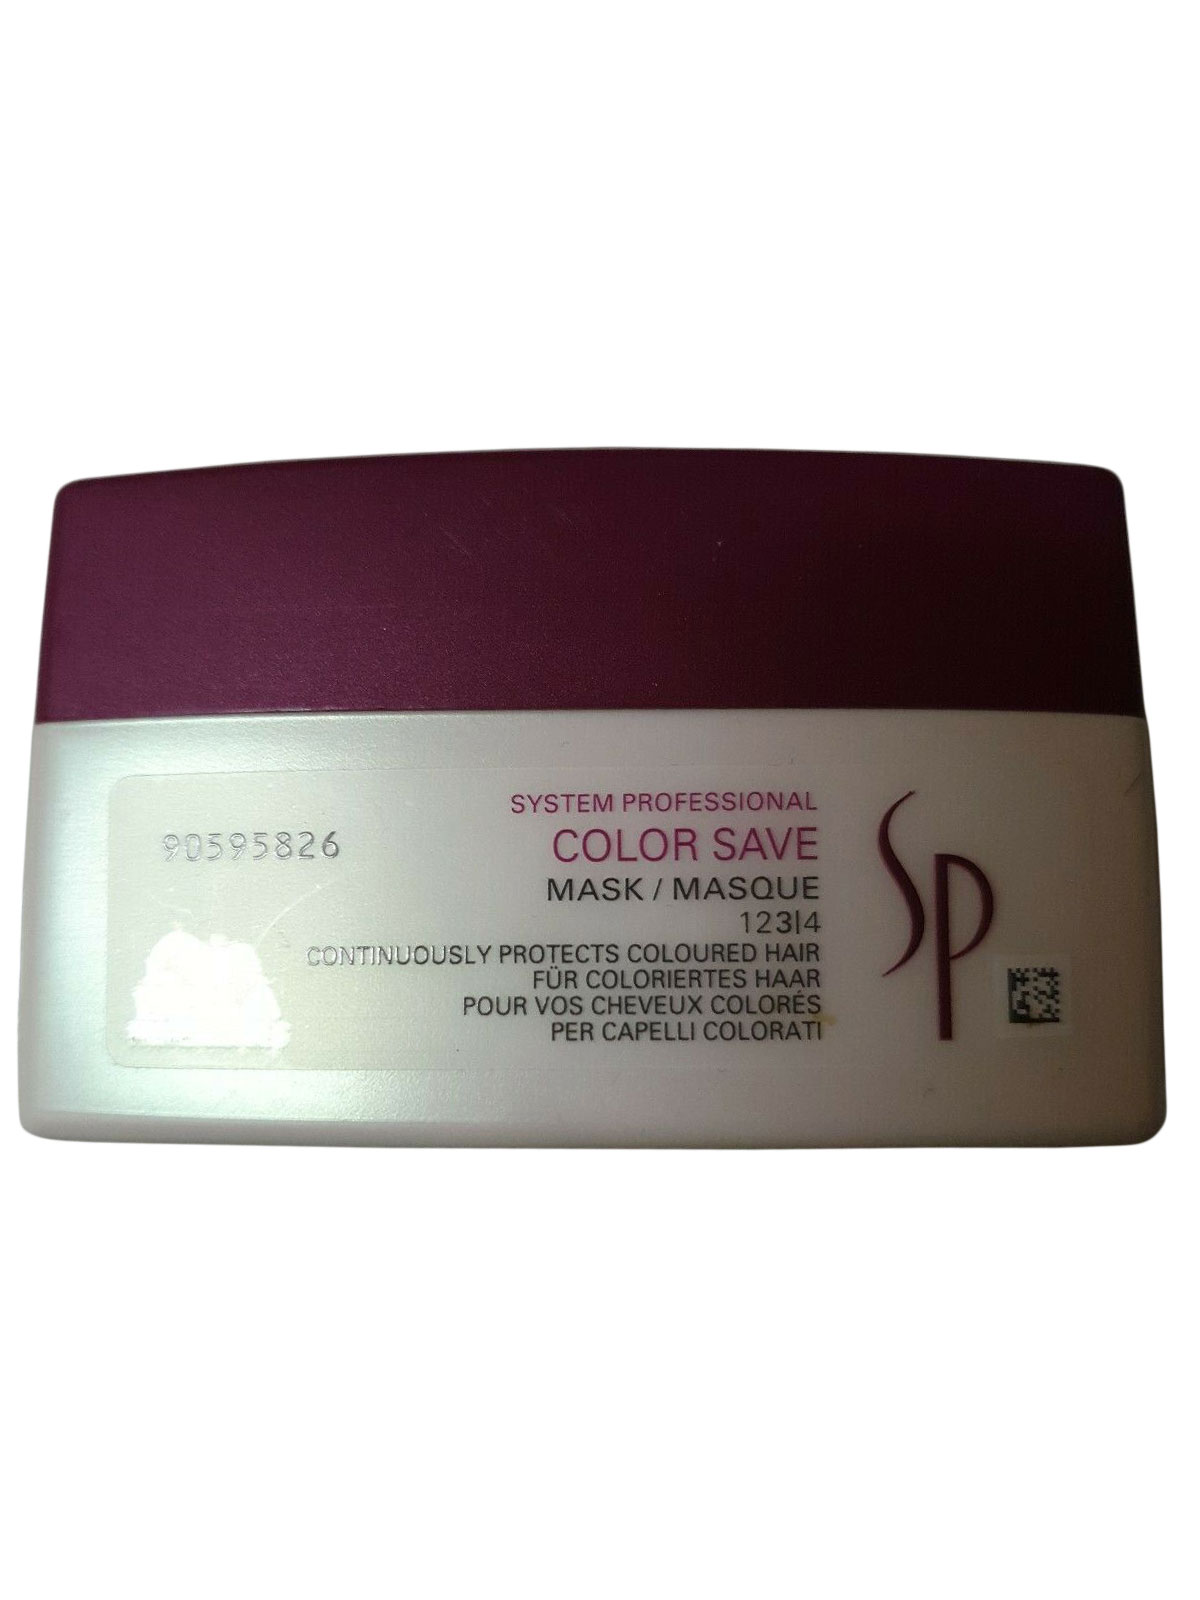 SYSTEM PROFESSIONAL
COLOR SAVE
MASK / MASQUE
123|4
CONTINUOUSLY PROTECTS COLOURED HAIR
FÜR COLORIERTES HAAR
POUR VOS CHEVEUX COLORÉS
PER CAPELLI COLORATI
90595826
SP